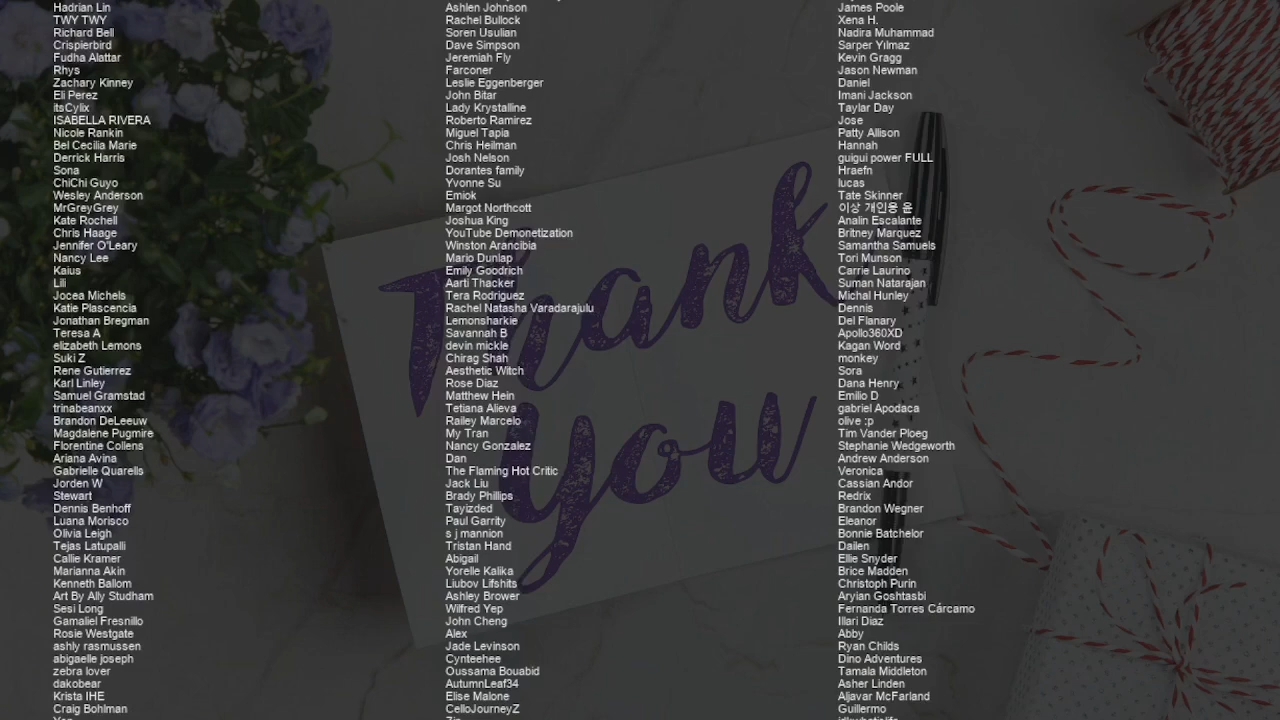 Hadrian Lin
TWY TWY
Richard Bell
Crispierbird
Fudha Alattar
Rhys
Zachary Kinney
Eli Perez
itsCylix
ISABELLA RIVERA
Nicole Rankin
Bel Cecilia Marie
Derrick Harris
Sona
ChiChi Guyo
Wesley Anderson
MrGreyGrey
Kate Rochell
Chris Haage
Jennifer O'Leary
Nancy Lee
Kaius
Lili
Jocea Michels
Katie Plascencia
Jonathan Bregman
Teresa A
elizabeth Lemons
Suki Z
Rene Gutierrez
Karl Linley
Samuel Gramstad
trinabeanxx
Brandon DeLeeuw
Magdalene Pugmire
Florentine Collens
Ariana Avina
Gabrielle Quarells
Jorden W
Stewart
Dennis Benhoff
Luana Morisco
Olivia Leigh
Tejas Latupalli
Callie Kramer
Marianna Akin
Kenneth Ballom
Art By Ally Studham
Sesi Long
Gamaliel Fresnillo
Rosie Westgate
ashly rasmussen
abigaelle joseph
zebra lover
dakobear
Krista IHE
Craig Bohlman
Ashlen Johnson
Rachel Bullock
Soren Usulian
Dave Simpson
Jeremiah Fly
Farconer
Leslie Eggenberger
John Bitar
Lady Krystalline
Roberto Ramirez
Miguel Tapia
Chris Heilman
Josh Nelson
Dorantes family
Yvonne Su
Emiok
Margot Northcott
Joshua King
YouTube Demonetization
Winston Arancibia
Mario Dunlap
Emily Goodrich
Aarti Thacker
Tera Rodriguez
Rachel Natasha Varadarajulu
Lemonsharkie
Savannah B
devin mickle
Chirag Shah
Aesthetic Witch
Rose Diaz
Matthew Hein
Tetiana Alieva
Railey Marcelo
My Tran
Nancy Gonzalez
Dan
The Flaming Hot Critic
Jack Liu
Brady Phillips
Tayizded
Paul Garrity
s j mannion
Tristan Hand
Abigail
Yorelle Kalika
Liubov Lifshits
Ashley Brower
Wilfred Yep
John Cheng
Alex
Jade Levinson
Cynteehee
Oussama Bouabid
AutumnLeaf34
Elise Malone
CelloJourneyZ
James Poole
Xena H.
Nadira Muhammad
Sarper Yılmaz
Kevin Gragg
Jason Newman
Daniel
Imani Jackson
Taylar Day
Jose
Patty Allison
Hannah
guigui power FULL
Hraefn
lucas
Tate Skinner
이상 개인용 윤
Analin Escalante
Britney Marquez
Samantha Samuels
Tori Munson
Carrie Laurino
Suman Natarajan
Michal Hunley
Dennis
Del Flanary
Apollo360XD
Kagan Word
monkey
Sora
Dana Henry
Emilio D
gabriel Apodaca
olive :p
Tim Vander Ploeg
Stephanie Wedgeworth
Andrew Anderson
Veronica
Cassian Andor
Redrix
Brandon Wegner
Eleanor
Bonnie Batchelor
Dailen
Ellie Snyder
Brice Madden
Christoph Purin
Aryian Goshtasbi
Fernanda Torres Cárcamo
Illari Diaz
Abby
Ryan Childs
Dino Adventures
Tamala Middleton
Asher Linden
Aljavar McFarland
Guillermo
Thank
you